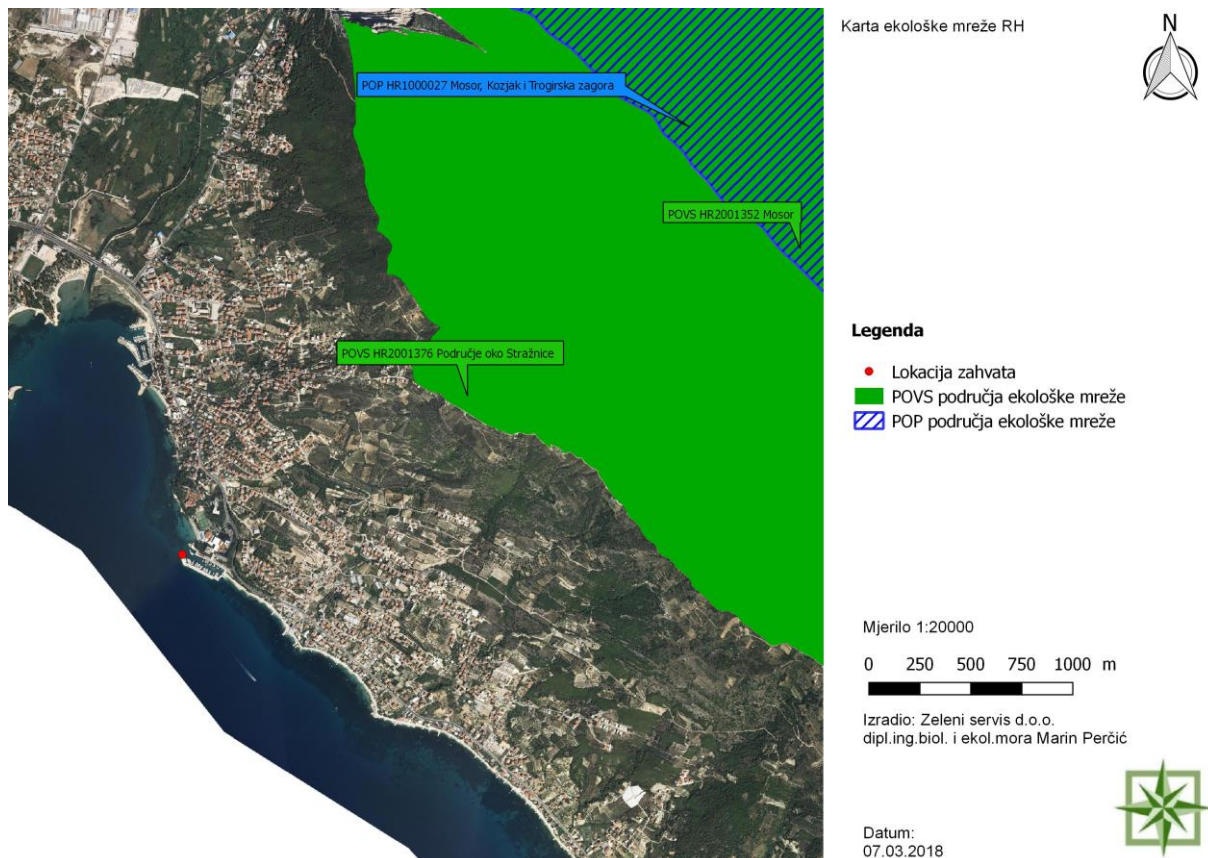 Karta ekološke mreže RH
N
POP HR1000027 Mosor, Kozjak i Trogirska zagora
POVS HR2001352 Mosor
POVS HR2001376 Područje oko Stražnice
Legenda
Lokacija zahvata
POVS područja ekološke mreže
POP područja ekološke mreže
Mjerilo 1:20000
0 250 500 750 1000 m
Izradio: Zeleni servis d.o.o.
dipl.ing.biol. i ekol.mora Marin Perčić
Datum:
07.03.2018